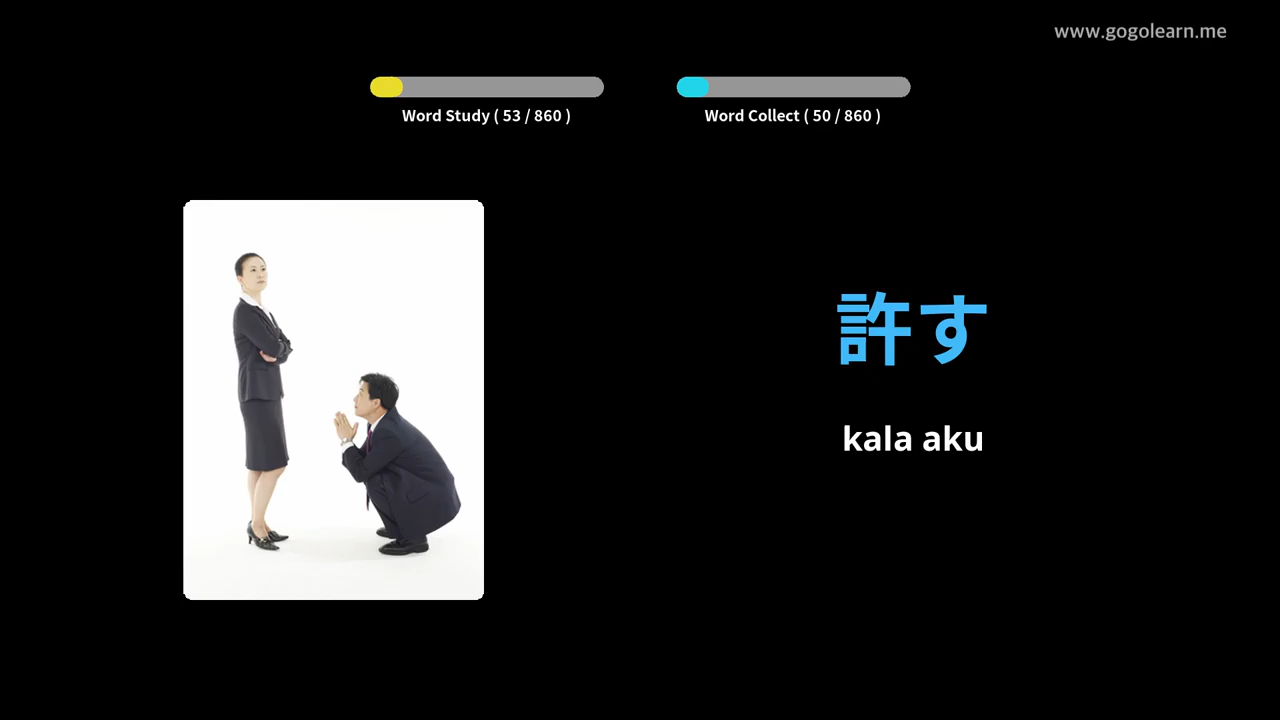 www.gogolearn.me
Word Study ( 53 / 860 )
Word Collect ( 50 / 860 )
許す
kala aku